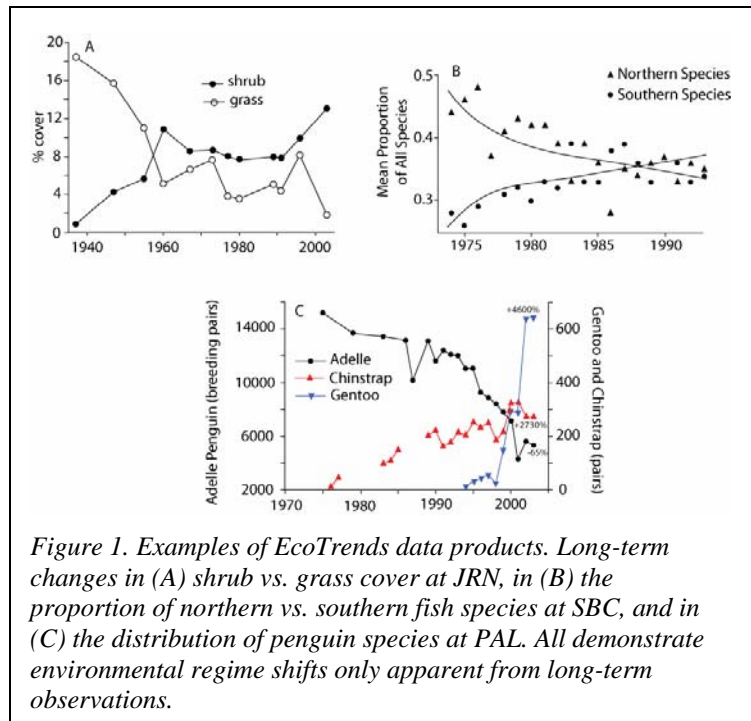 A
shrub
grass
% cover
20
16
12
8
4
0
1940
1960
1980
2000
B
Northern Species
Southern Species
Mean Proportion
of All Species
0.5
0.4
0.3
1975
1980
1985
1990
C
Adelle
Chinstrap
Gentoo
Adelle Penguin (breeding pairs)
14000
10000
6000
2000
Gentoo and
Chinstrap (pairs)
600
400
200
0
+4600%
+2730%
-65%
1970
1980
1990
2000
Figure 1. Examples of EcoTrends data products. Long-term
changes in (A) shrub vs. grass cover at JRN, in (B) the
proportion of northern vs. southern fish species at SBC, and in
(C) the distribution of penguin species at PAL. All demonstrate
environmental regime shifts only apparent from long-term
observations.